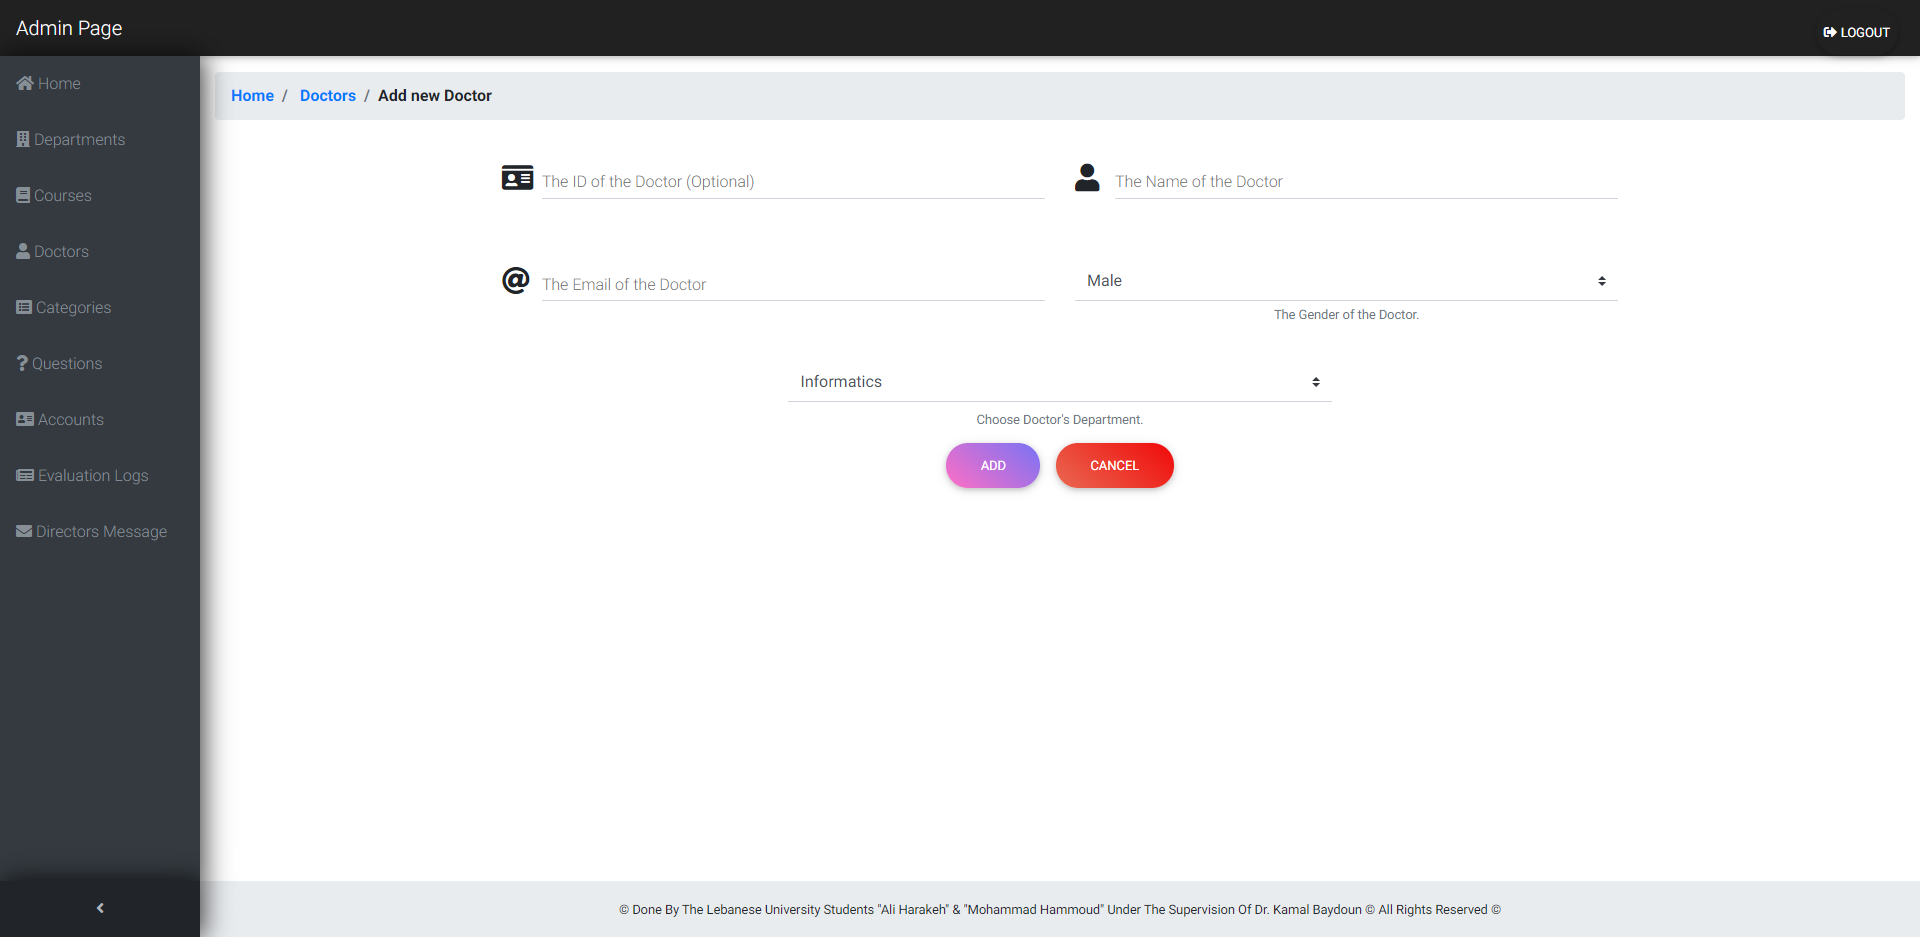 Admin Page
LOGOUT
Home
Departments
Courses
Doctors
Categories
Questions
Accounts
Evaluation Logs
Directors Message
Home / Doctors / Add new Doctor
The ID of the Doctor (Optional)
The Name of the Doctor
The Email of the Doctor
Male
The Gender of the Doctor.
Informatics
Choose Doctor's Department.
ADD
CANCEL
© Done By The Lebanese University Students "Ali Harakeh" & "Mohammad Hammoud" Under The Supervision Of Dr. Kamal Baydoun © All Rights Reserved ©